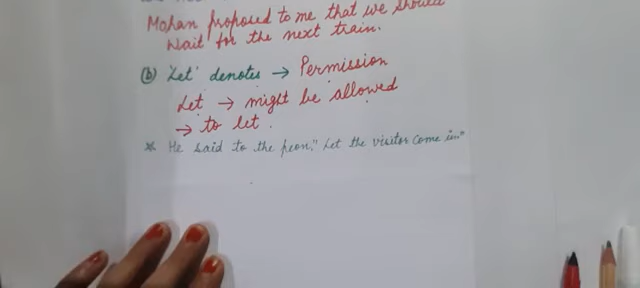 Mohan proposed to me that we should
wait for the next train.
(b) 'Let' denotes → Permission
Let → might be allowed
→ to let.
* He said to the peon," Let the visitor come in."